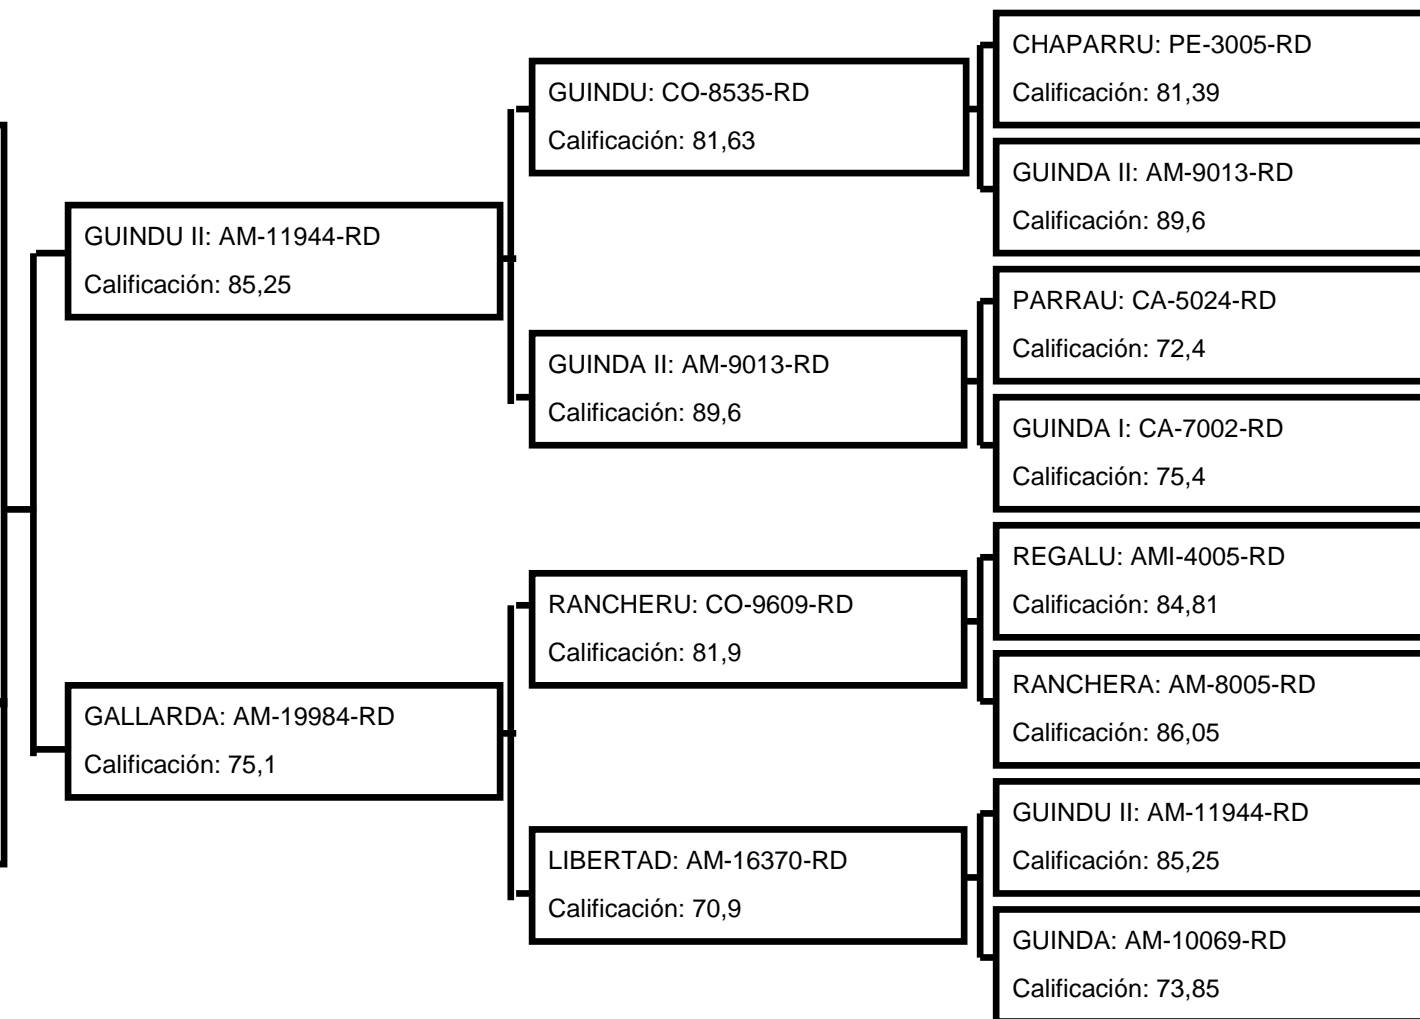 CHAPARRU: PE-3005-RD
Calificación: 81,39
GUINDU: CO-8535-RD
Calificación: 81,63
GUINDA II: AM-9013-RD
Calificación: 89,6
GUINDU II: AM-11944-RD
Calificación: 85,25
PARRAU: CA-5024-RD
Calificación: 72,4
GUINDA II: AM-9013-RD
Calificación: 89,6
GUINDA I: CA-7002-RD
Calificación: 75,4
REGALU: AMI-4005-RD
Calificación: 84,81
RANCHERU: CO-9609-RD
Calificación: 81,9
RANCHERA: AM-8005-RD
Calificación: 86,05
GALLARDA: AM-19984-RD
Calificación: 75,1
GUINDU II: AM-11944-RD
Calificación: 85,25
LIBERTAD: AM-16370-RD
Calificación: 70,9
GUINDA: AM-10069-RD
Calificación: 73,85